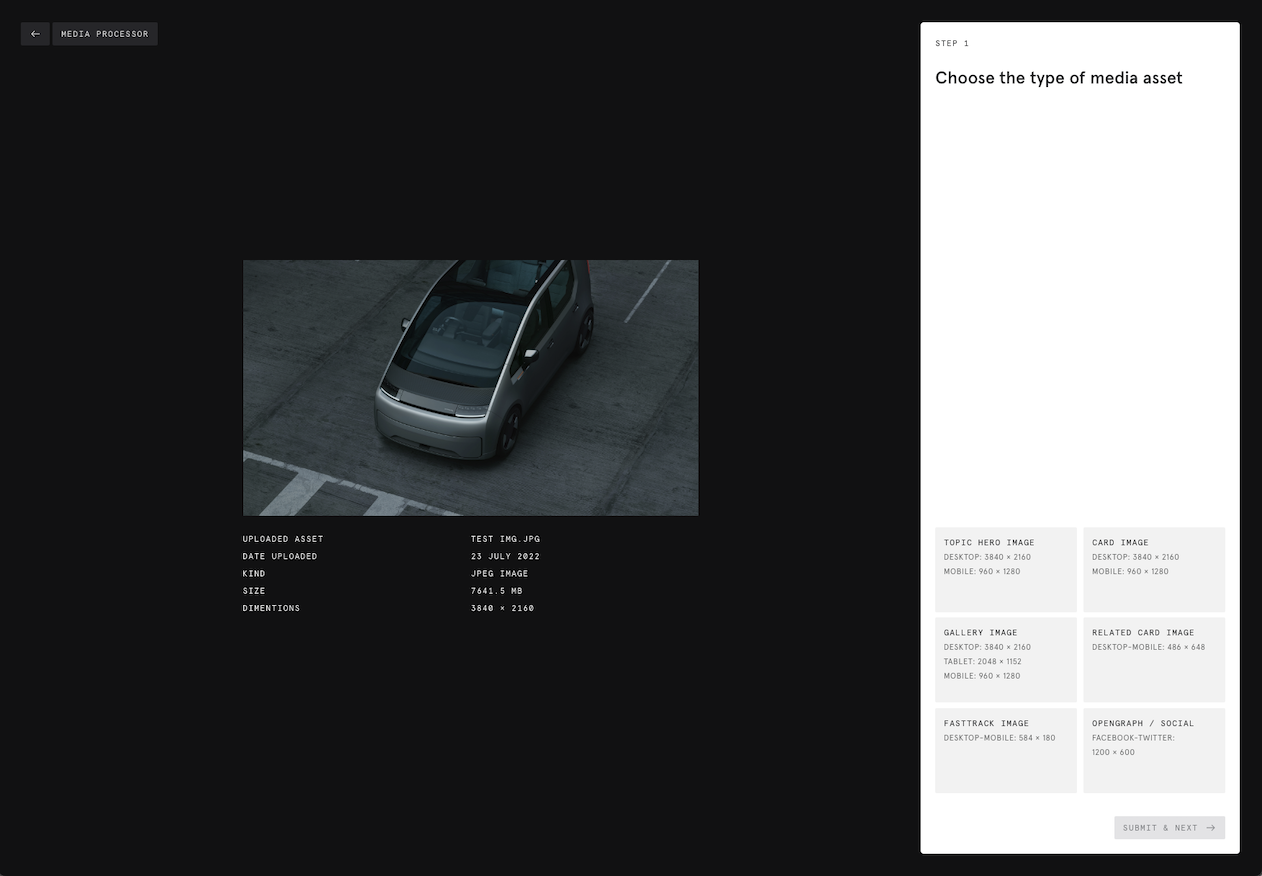 MEDIA PROCESSOR
STEP 1
Choose the type of media asset
UPLOADED ASSET TEST IMG.JPG
DATE UPLOADED 23 JULY 2022
KIND JPEG IMAGE
SIZE 7641.5 MB
DIMENTIONS 3840 × 2160
TOPIC HERO IMAGE
DESKTOP: 3840 × 2160
MOBILE: 960 × 1280
CARD IMAGE
DESKTOP: 3840 × 2160
MOBILE: 960 × 1280
GALLERY IMAGE
DESKTOP: 3840 × 2160
TABLET: 2048 × 1152
MOBILE: 960 × 1280
RELATED CARD IMAGE
DESKTOP-MOBILE: 486 × 648
FASTTRACK IMAGE
DESKTOP-MOBILE: 584 × 180
OPENGRAPH / SOCIAL
FACEBOOK-TWITTER:
1200 × 600
SUBMIT & NEXT